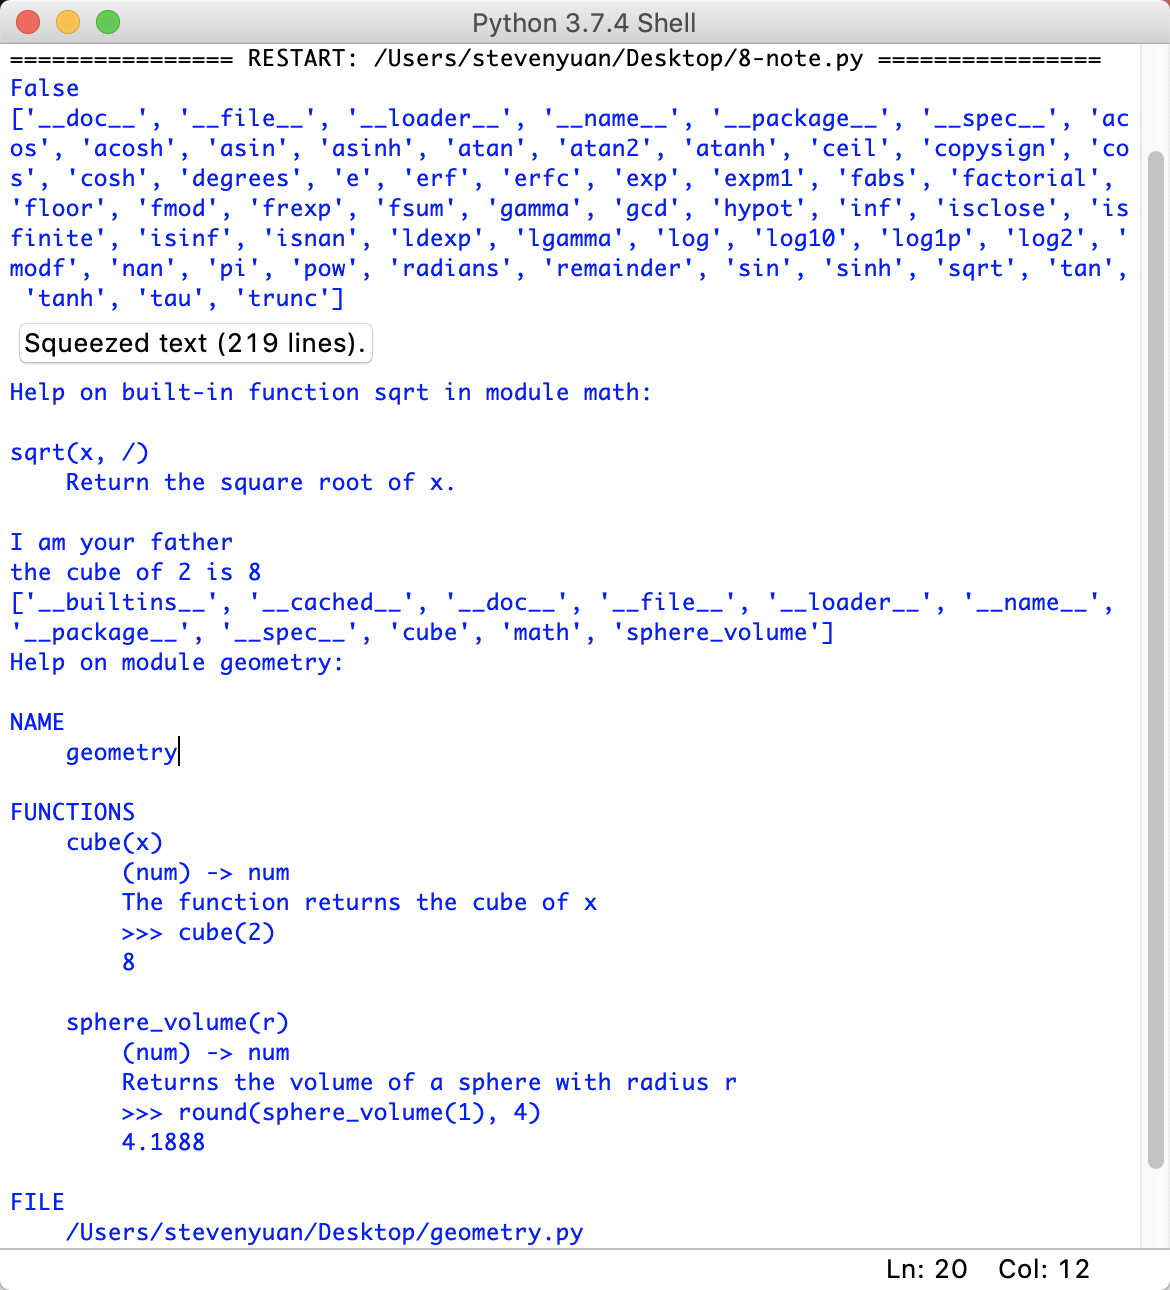 Python 3.7.4 Shell
================ RESTART: /Users/stevenyuan/Desktop/8-note.py ================
False
['__doc__', '__file__', '__loader__', '__name__', '__package__', '__spec__', 'ac
os', 'acosh', 'asin', 'asinh', 'atan', 'atan2', 'atanh', 'ceil', 'copysign', 'co
s', 'cosh', 'degrees', 'e', 'erf', 'erfc', 'exp', 'expm1', 'fabs', 'factorial',
'floor', 'fmod', 'frexp', 'fsum', 'gamma', 'gcd', 'hypot', 'inf', 'isclose', 'is
finite', 'isinf', 'isnan', 'ldexp', 'lgamma', 'log', 'log10', 'log1p', 'log2', '
modf', 'nan', 'pi', 'pow', 'radians', 'remainder', 'sin', 'sinh', 'sqrt', 'tan',
 'tanh', 'tau', 'trunc']
Squeezed text (219 lines).
Help on built-in function sqrt in module math:

sqrt(x, /)
    Return the square root of x.

I am your father
the cube of 2 is 8
['__builtins__', '__cached__', '__doc__', '__file__', '__loader__', '__name__',
'__package__', '__spec__', 'cube', 'math', 'sphere_volume']
Help on module geometry:

NAME
    geometry

FUNCTIONS
    cube(x)
        (num) -> num
        The function returns the cube of x
        >>> cube(2)
        8

    sphere_volume(r)
        (num) -> num
        Returns the volume of a sphere with radius r
        >>> round(sphere_volume(1), 4)
        4.1888

FILE
    /Users/stevenyuan/Desktop/geometry.py
Ln: 20 Col: 12